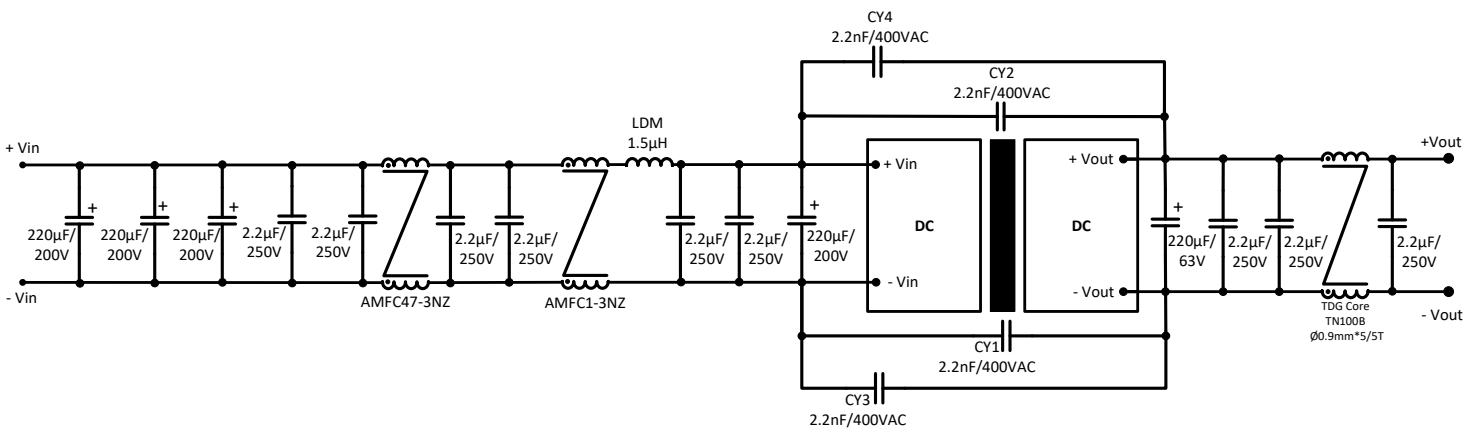 CY4
2.2nF/400VAC
CY2
2.2nF/400VAC
LDM
1.5µH
+ Vin
+ Vin
+ Vout
+Vout
+
+
+
+
+
220µF/
200V
220µF/
200V
220µF/
200V
2.2µF/
250V
2.2µF/
250V
2.2µF/
250V
2.2µF/
250V
2.2µF/
250V
2.2µF/
250V
220µF/
200V
DC
DC
220µF/
63V
2.2µF/
250V
2.2µF/
250V
2.2µF/
250V
- Vin
- Vin
- Vout
- Vout
AMFC47-3NZ
AMFC1-3NZ
TDG Core
TN100B
Ø0.9mm*5/5T
CY1
2.2nF/400VAC
CY3
2.2nF/400VAC